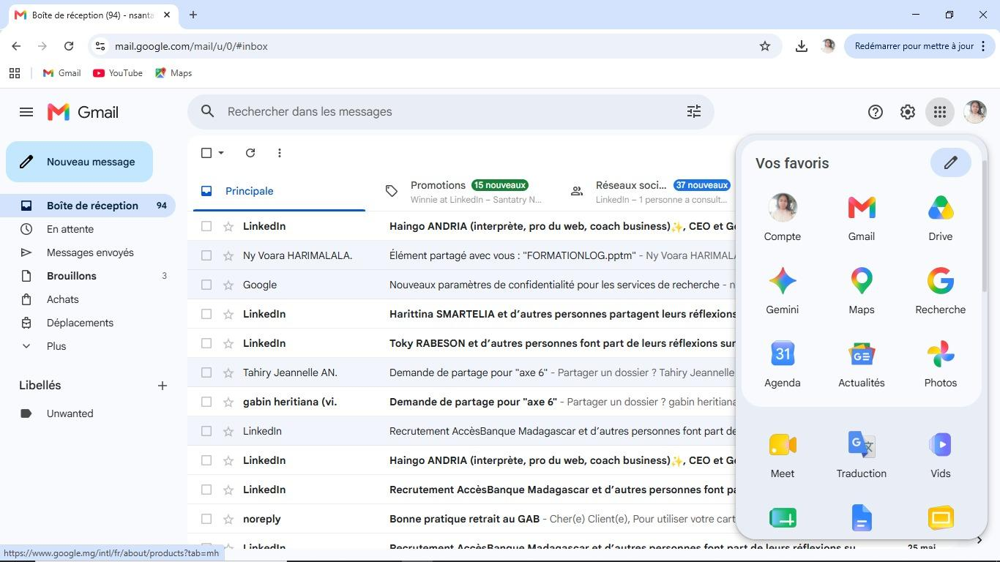 Boîte de réception (94) - nsanta
mail.google.com/mail/u/0/#inbox
Redémarrer pour mettre à jour
Gmail
YouTube
Maps
Gmail
Rechercher dans les messages
Nouveau message
Boîte de réception 94
En attente
Messages envoyés
Brouillons 3
Achats
Déplacements
Plus
Libellés
Unwanted
Principale
Promotions 15 nouveaux
Winnie at LinkedIn – Santatry N...
Réseaux soci... 37 nouveaux
LinkedIn – 1 personne a consult...
LinkedIn Haingo ANDRIA (interprète, pro du web, coach business)✨, CEO et
Ny Voara HARIMALALA. Élément partagé avec vous : "FORMATIONLOG.pptm" - Ny Voara
Google Nouveaux paramètres de confidentialité pour les services de recherche -
LinkedIn Harittina SMARTELIA et d’autres personnes partagent leurs réflexions
LinkedIn Toky RABESON et d’autres personnes font part de leurs réflexions sur
Tahiry Jeannelle AN. Demande de partage pour "axe 6" - Partager un dossier ? Tahiry Jeannelle
gabin heritiana (vi. Demande de partage pour "axe 6" - Partager un dossier ? gabin heritiana
LinkedIn Recrutement AccèsBanque Madagascar et d’autres personnes font part de
LinkedIn Haingo ANDRIA (interprète, pro du web, coach business)✨, CEO et
LinkedIn Recrutement AccèsBanque Madagascar et d’autres personnes font
noreply Bonne pratique retrait au GAB - Cher(e) Client(e), Pour utiliser votre
LinkedIn Recrutement AccèsBanque Madagascar et d’autres personnes font part de leurs réflexions su 25 mai
Vos favoris
Compte
Gmail
Drive
Gemini
Maps
Recherche
31
Agenda
Actualités
Photos
Meet
Traduction
Vids
https://www.google.mg/intl/fr/about/products?tab=mh